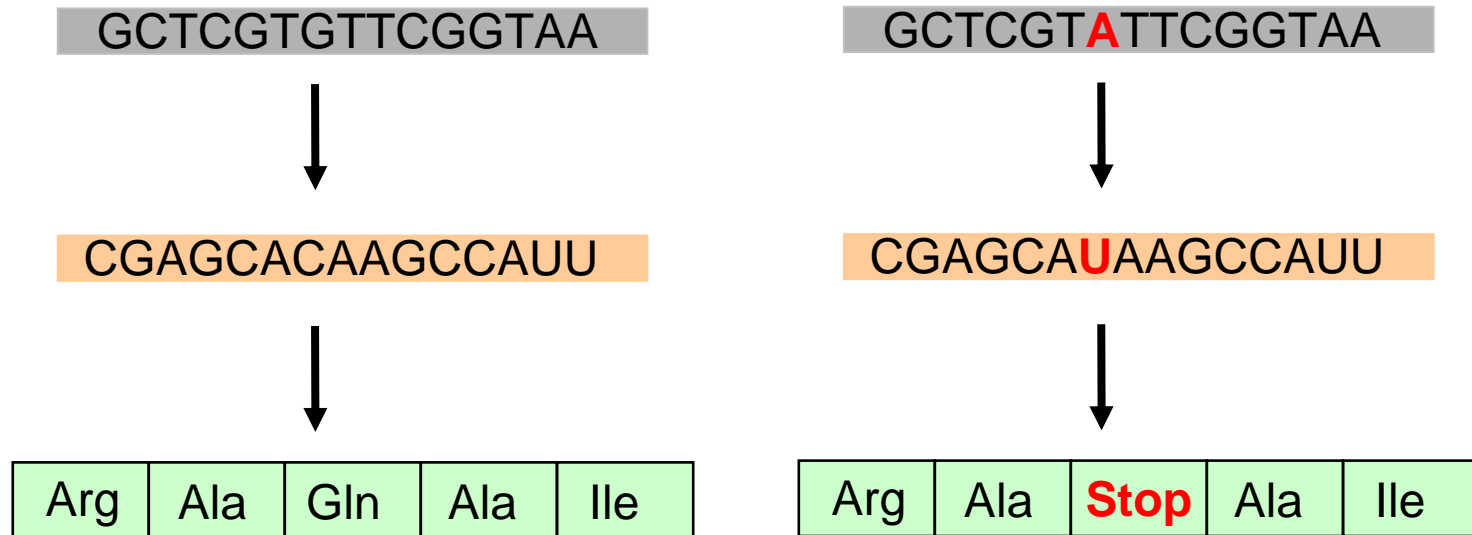 GCTCGTGTTCGGTAA
GCTCGTATTCGGTAA
CGAGCACAAGCCAUU
CGAGCAUAAGCCAUU
Arg Ala Gln Ala Ile
Arg Ala Stop Ala Ile